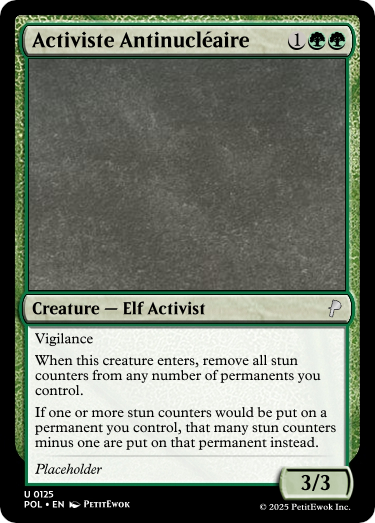 Activiste Antinucléaire 1
Creature — Elf Activist
Vigilance
When this creature enters, remove all stun
counters from any number of permanents you
control.
If one or more stun counters would be put on a
permanent you control, that many stun counters
minus one are put on that permanent instead.
Placeholder
3/3
U 0125
POL • EN PetitEwok
© 2025 PetitEwok Inc.